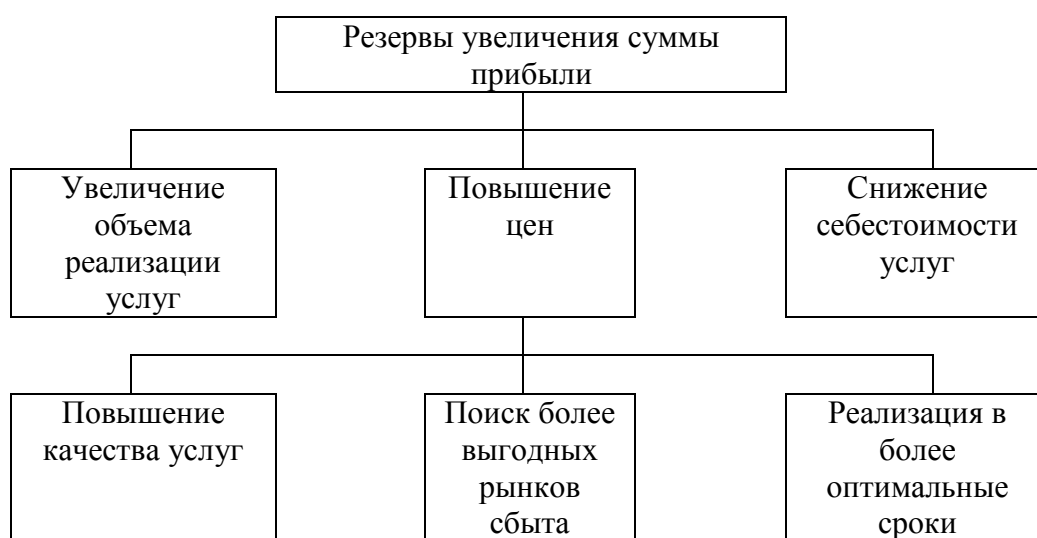 Резервы увеличения суммы
прибыли
Увеличение
объема
реализации
услуг
Повышение
цен
Снижение
себестоимости
услуг
Повышение
качества услуг
Поиск более
выгодных
рынков
сбыта
Реализация в
более
оптимальные
сроки